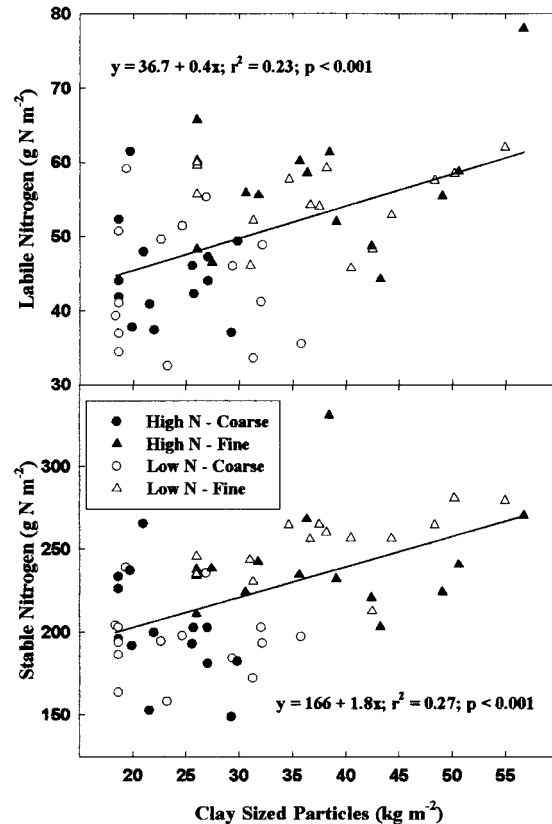 y = 36.7 + 0.4x; r² = 0.23; p < 0.001
80
70
60
50
40
30
Labile Nitrogen (g N m⁻²)
High N - Coarse
High N - Fine
Low N - Coarse
Low N - Fine
300
250
200
150
Stable Nitrogen (g N m⁻²)
y = 166 + 1.8x; r² = 0.27; p < 0.001
20 25 30 35 40 45 50 55
Clay Sized Particles (kg m⁻²)